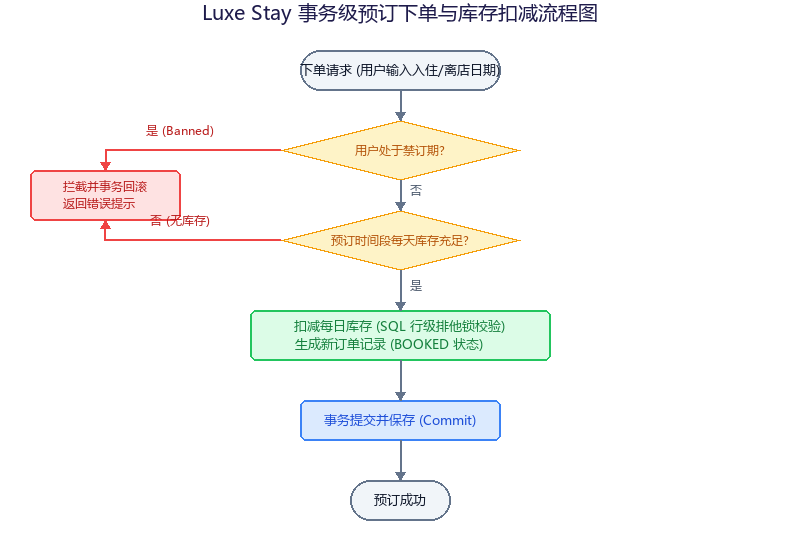 Luxe Stay 事务级预订下单与库存扣减流程图
下单请求 (用户输入入住/离店日期)
是 (Banned)
用户处于禁订期?
拦截并事务回滚
返回错误提示
否
否 (无库存)
预订时间段每天库存充足?
是
扣减每日库存 (SQL 行级排他锁校验)
生成新订单记录 (BOOKED 状态)
事务提交并保存 (Commit)
预订成功